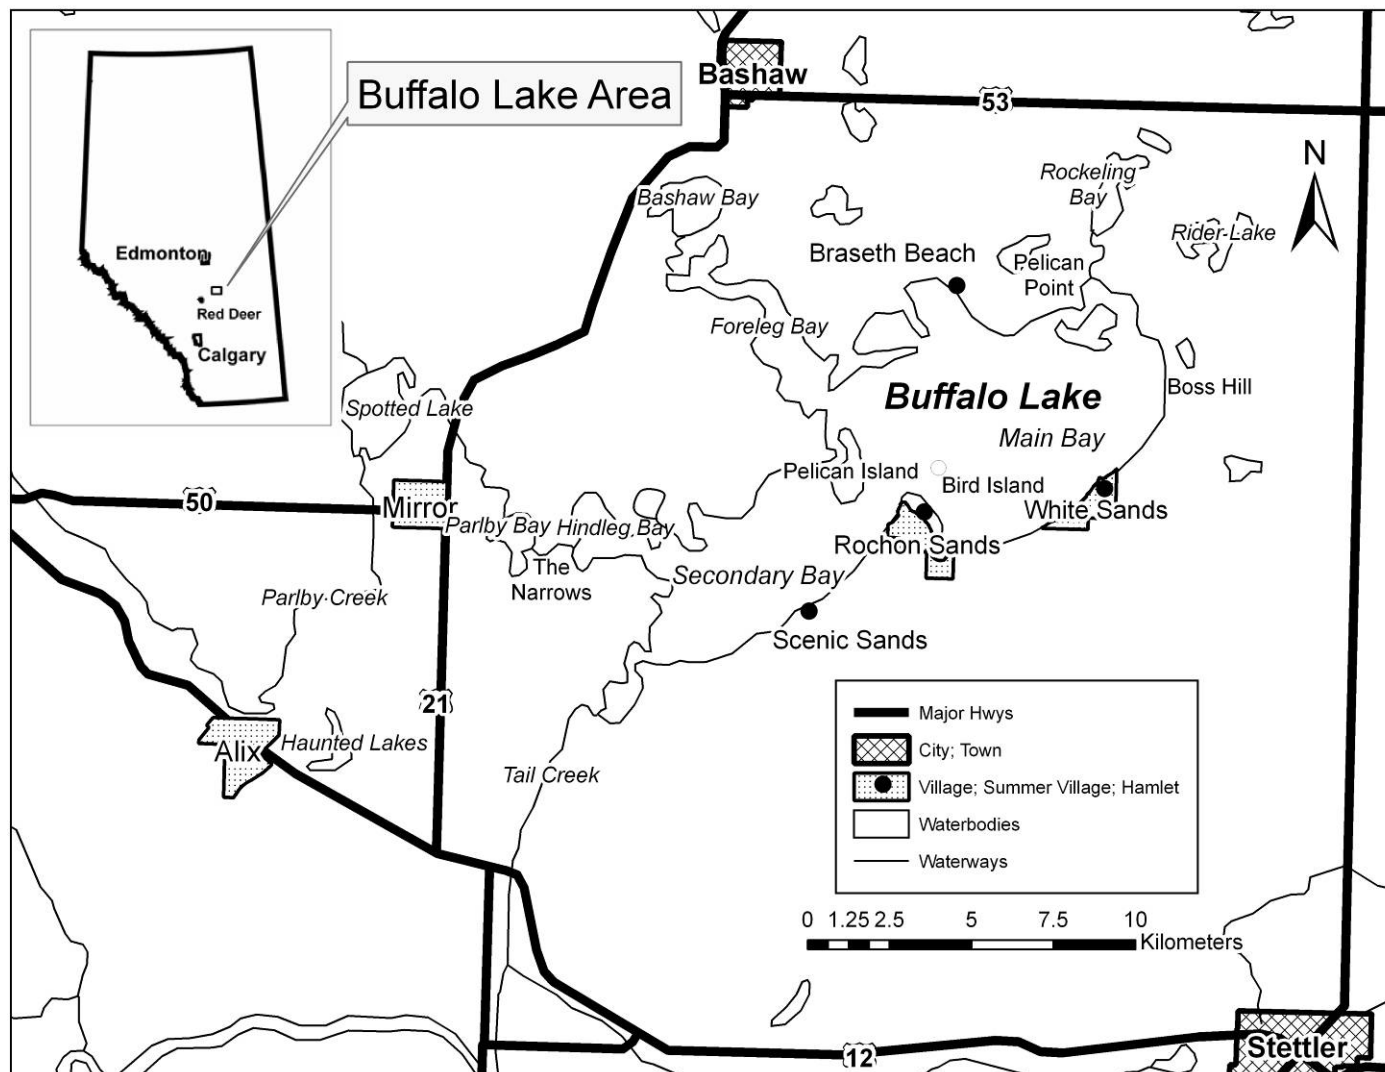 Buffalo Lake Area
Edmonton
Red Deer
Calgary
Bashaw
53
N
Bashaw Bay
Rockeling
Bay
Rider-Lake
Braseth Beach
Pelican
Point
Foreleg Bay
Boss Hill
Buffalo Lake
Main Bay
Spotted Lake
Pelican Island
Bird Island
50
Mirror
White Sands
Parlby Bay
Hindleg Bay
Rochon Sands
The
Narrows
Secondary Bay
Parlby Creek
Scenic Sands
21
Alix
Haunted Lakes
Tail Creek
Major Hwys
City; Town
Village; Summer Village; Hamlet
Waterbodies
Waterways
0 1.25 2.5 5 7.5 10
Kilometers
12
Stettler